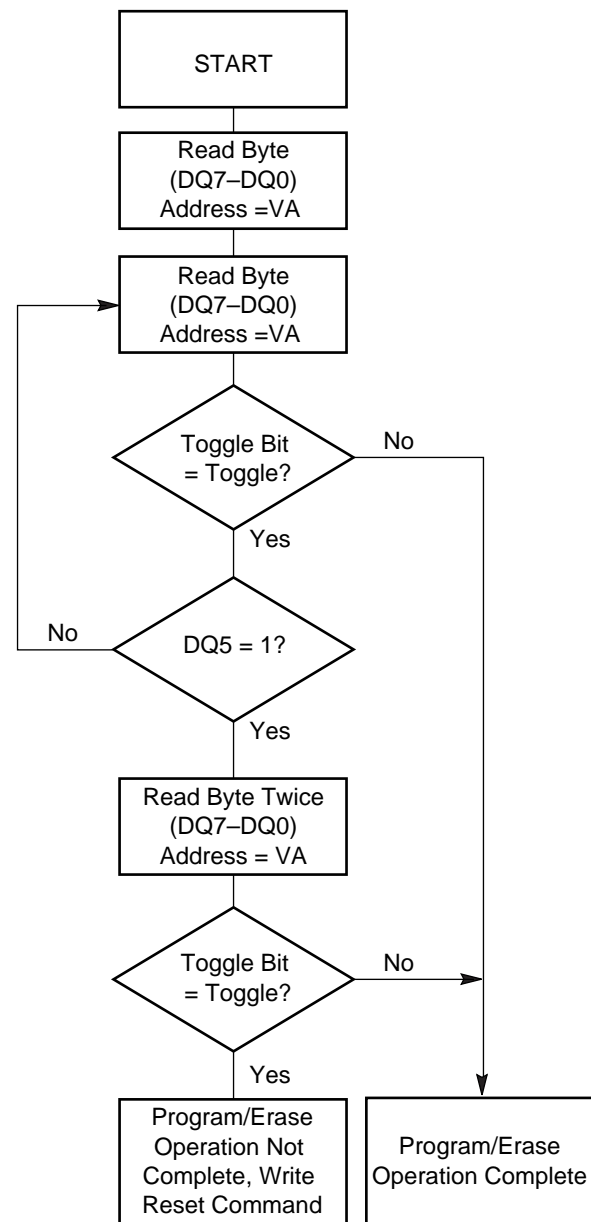 START
Read Byte
(DQ7–DQ0)
Address =VA
Read Byte
(DQ7–DQ0)
Address =VA
Toggle Bit
= Toggle?
No
Yes
No
DQ5 = 1?
Yes
Read Byte Twice
(DQ7–DQ0)
Address = VA
Toggle Bit
= Toggle?
No
Yes
Program/Erase
Operation Not
Complete, Write
Reset Command
Program/Erase
Operation Complete